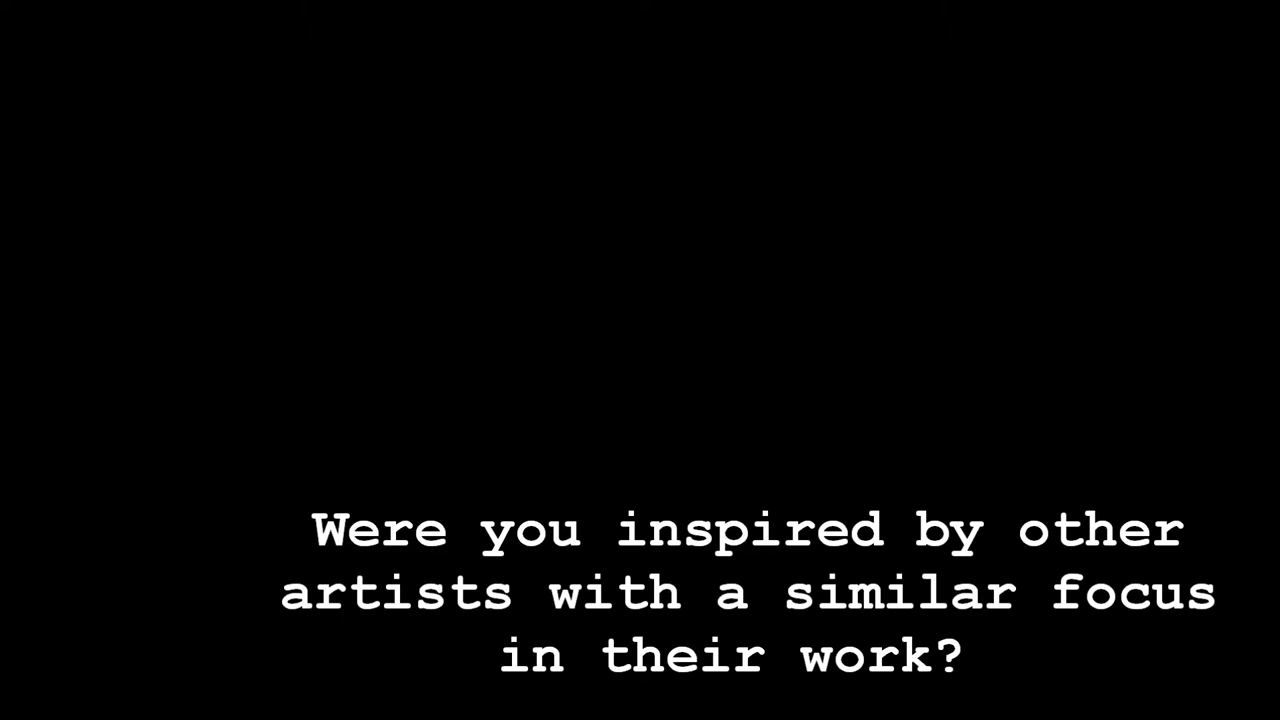 Were you inspired by other
artists with a similar focus
in their work?